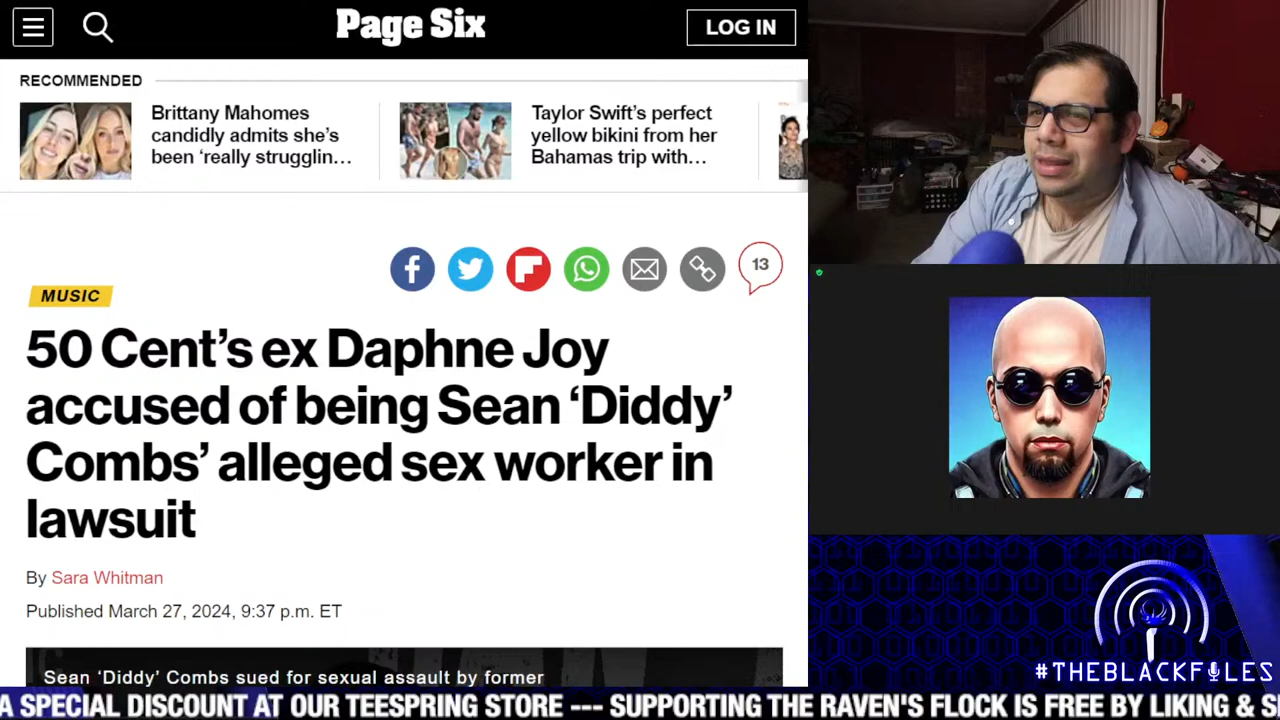 Page Six
LOG IN
RECOMMENDED
Brittany Mahomes
candidly admits she's
been ‘really strugglin...
Taylor Swift’s perfect
yellow bikini from her
Bahamas trip with...
13
MUSIC
50 Cent’s ex Daphne Joy
accused of being Sean ‘Diddy’
Combs’ alleged sex worker in
lawsuit
By Sara Whitman
Published March 27, 2024, 9:37 p.m. ET
Sean ‘Diddy’ Combs sued for sexual assault by former
#THEBLACKFILES
A SPECIAL DISCOUNT AT OUR TEESPRING STORE --- SUPPORTING THE RAVEN'S FLOCK IS FREE BY LIKING & S